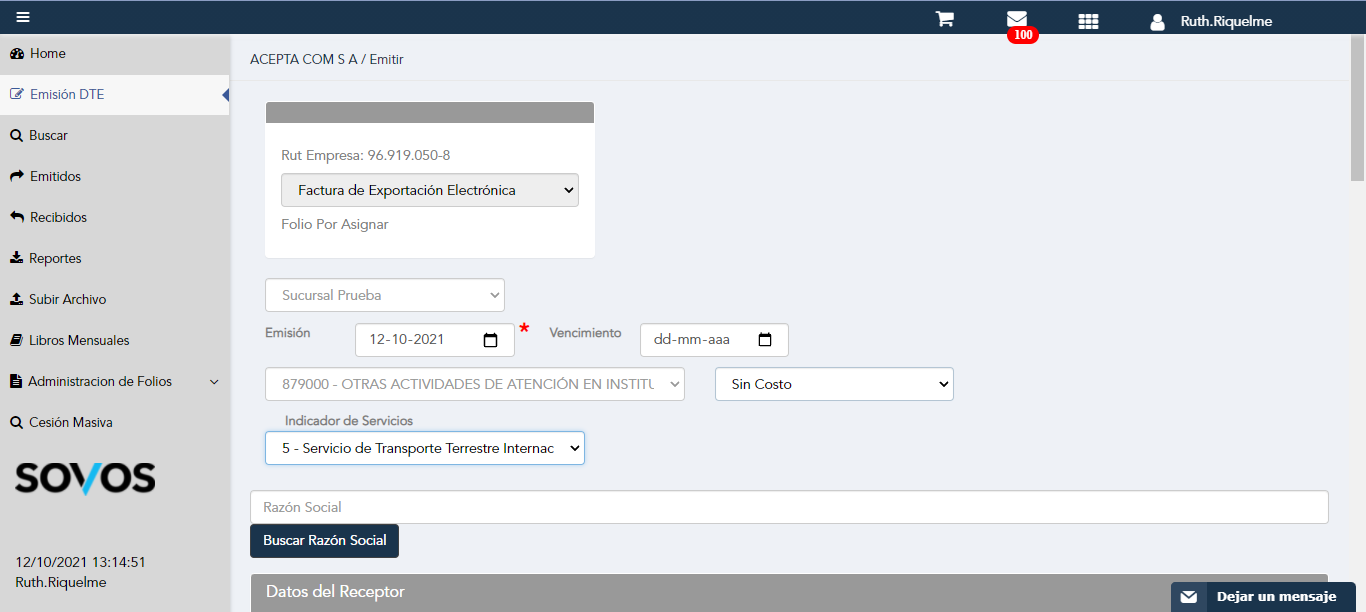 100
Ruth.Riquelme
Home
Emisión DTE
Buscar
Emitidos
Recibidos
Reportes
Subir Archivo
Libros Mensuales
Administracion de Folios
Cesión Masiva
sovos
12/10/2021 13:14:51
Ruth.Riquelme
ACEPTA COM S A / Emitir
Rut Empresa: 96.919.050-8
Factura de Exportación Electrónica
Folio Por Asignar
Sucursal Prueba
Emisión 12-10-2021 * Vencimiento dd-mm-aaa
879000 - OTRAS ACTIVIDADES DE ATENCIÓN EN INSTITU Sin Costo
Indicador de Servicios
5 - Servicio de Transporte Terrestre Internac
Razón Social
Buscar Razón Social
Datos del Receptor
Dejar un mensaje